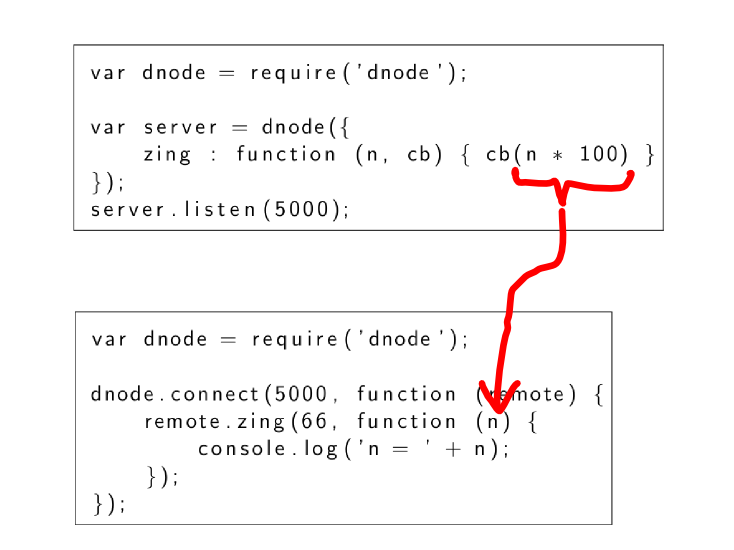 var dnode = require('dnode');
var server = dnode({
zing : function (n, cb) { cb(n * 100) }
});
server.listen(5000);
var dnode = require('dnode');
dnode.connect(5000, function (remote) {
remote.zing(66, function (n) {
console.log('n = ' + n);
});
});